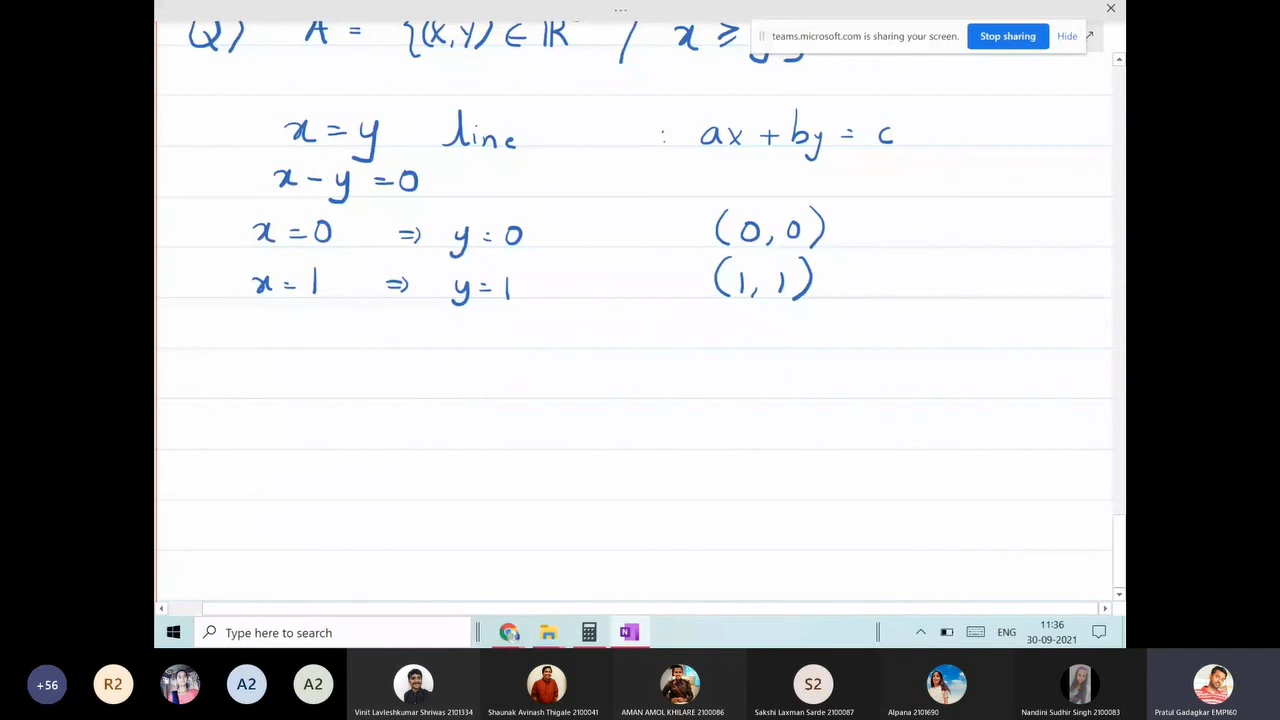 teams.microsoft.com is sharing your screen. Stop sharing Hide
Q) A = {(x,y) ∈ ℝ / x ≥ y}
x = y line : ax + by = c
x - y = 0
x = 0 ⇒ y = 0 (0, 0)
x = 1 ⇒ y = 1 (1, 1)
Type here to search
ENG
11:36
30-09-2021
+56 R2 A2 A2 S2
Vinit Lavleshkumar Shriwas 2101334 Shaunak Avinash Thigale 2100041 AMAN AMOL KHILARE 2100086 Sakshi Laxman Sarde 2100087 Alpana 2101690 Nandini Sudhir Singh 2100083 Pratul Gadagkar EMP160